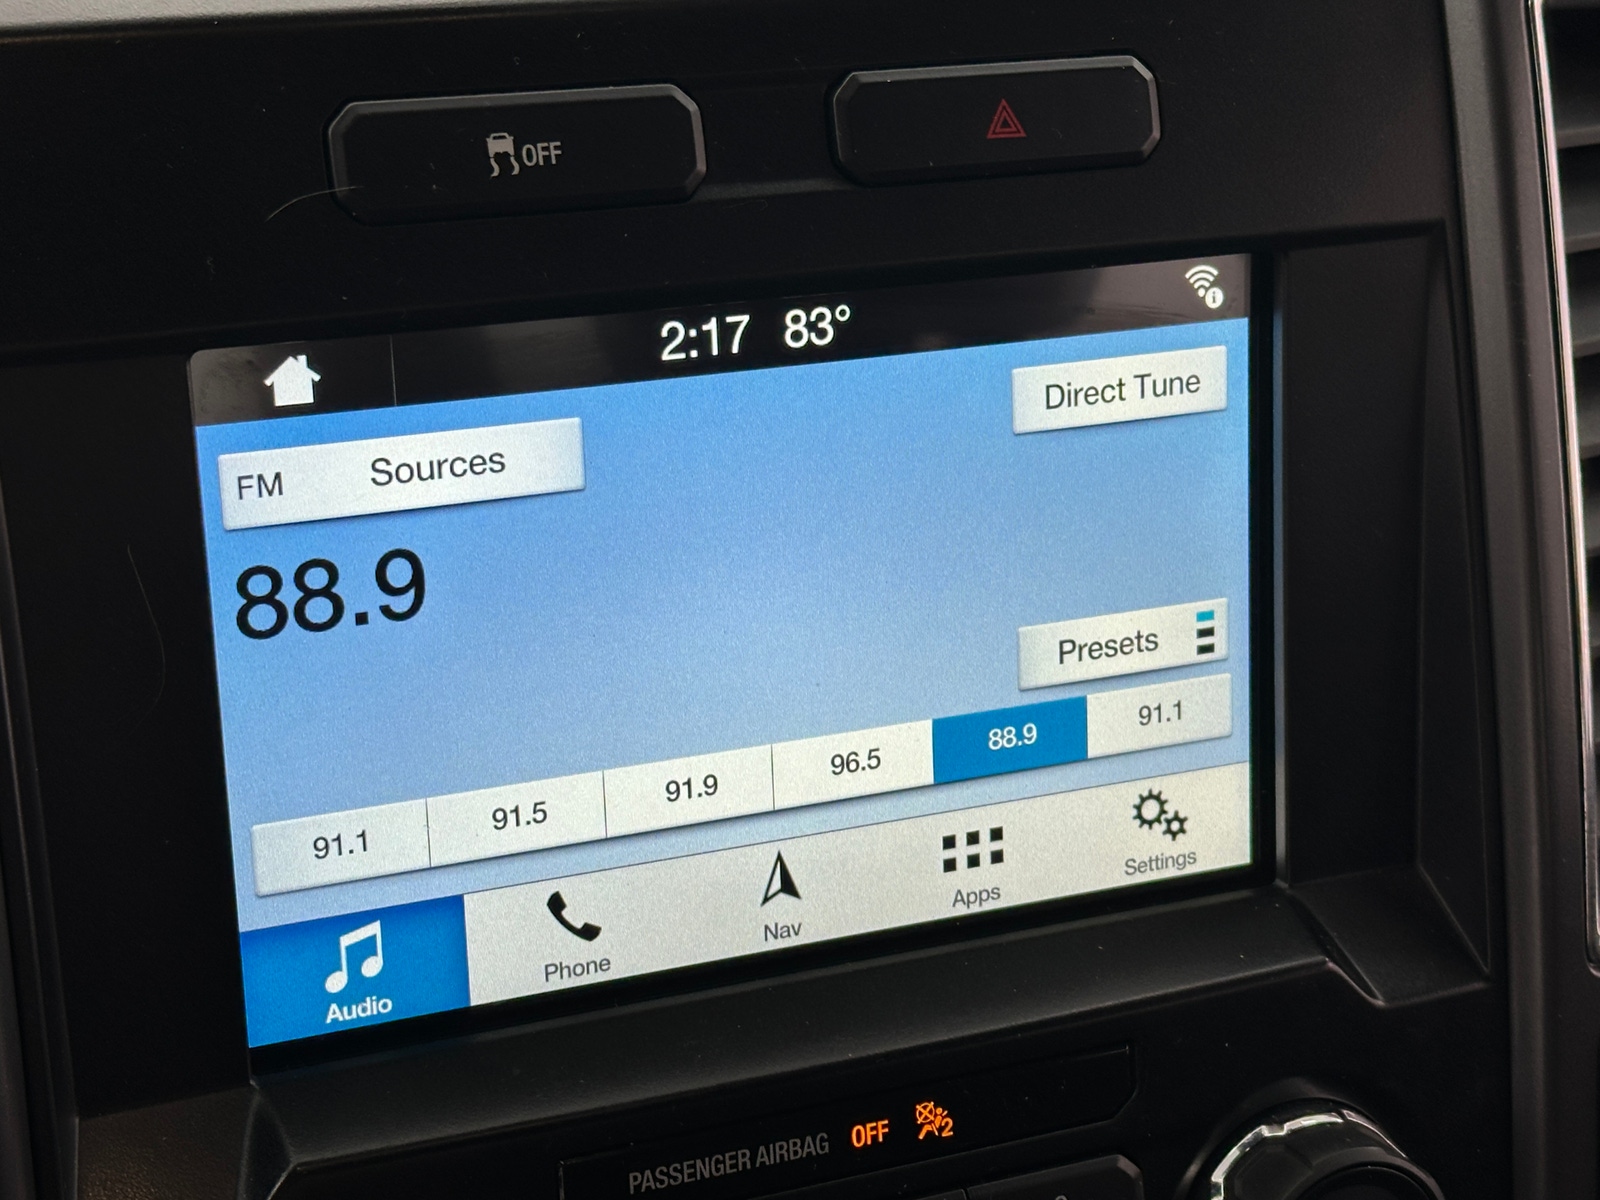 OFF
2:17 83°
Direct Tune
FM Sources
88.9
Presets
91.1 91.5 91.9 96.5 88.9 91.1
Audio Phone Nav Apps Settings
PASSENGER AIRBAG OFF 2